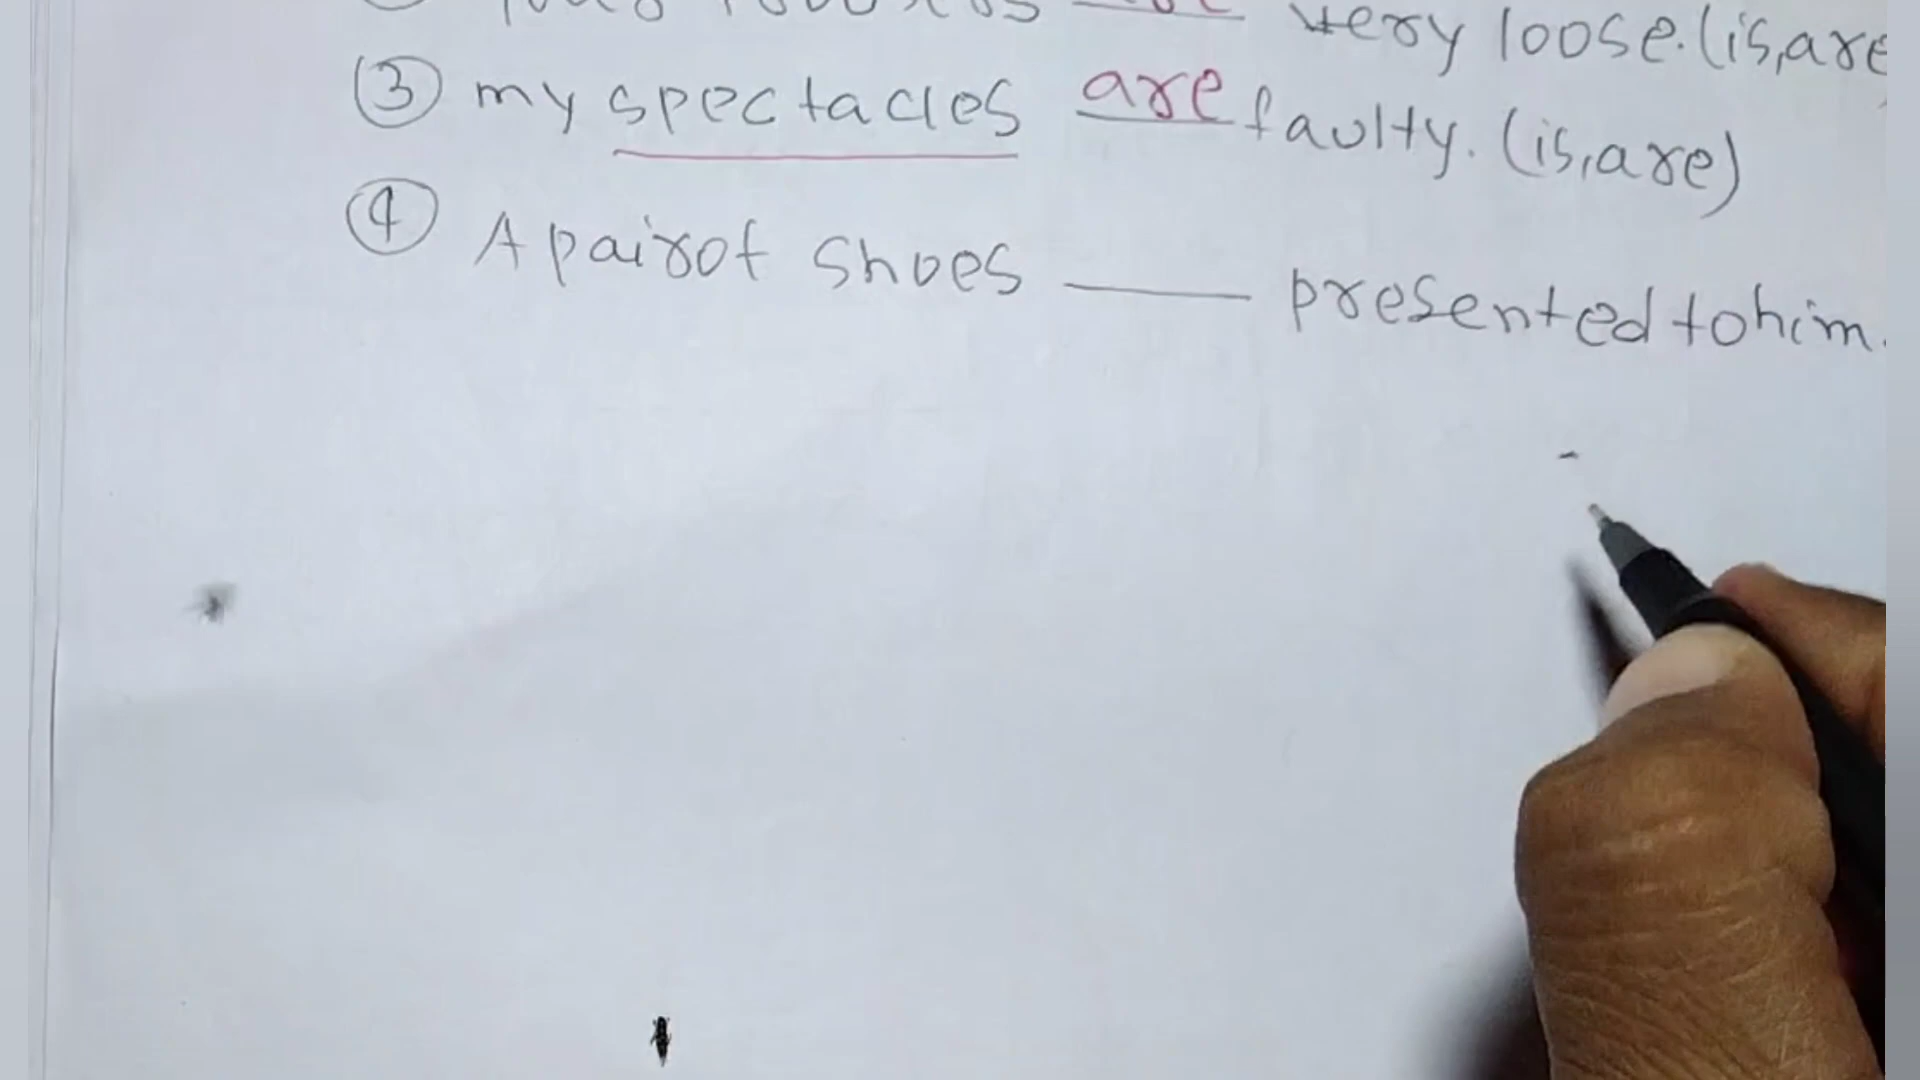 very loose. (is, are
③ my spectacles are faulty. (is, are)
④ A pair of shoes ____ presented to him.